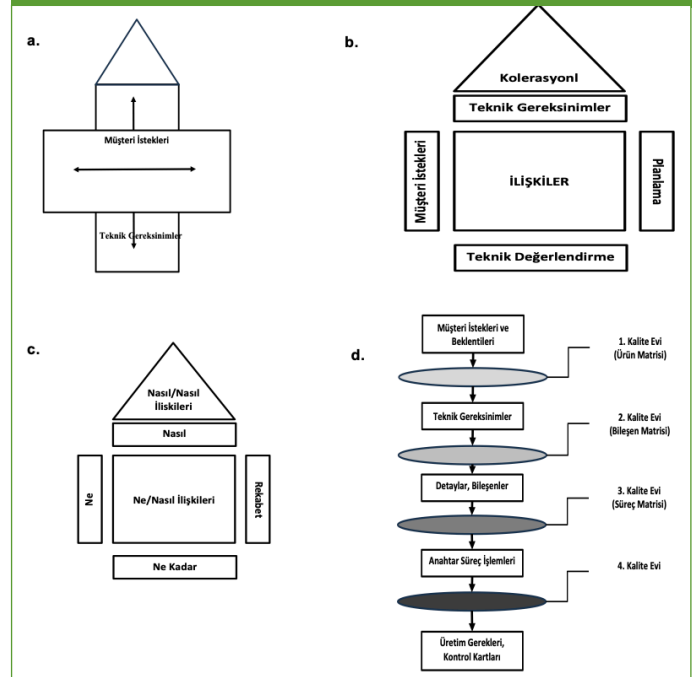 a.
Müşteri İstekleri
Teknik Gereksinimler
b.
Kolerasyonl
Teknik Gereksinimler
Müşteri İstekleri
İLİŞKİLER
Planlama
Teknik Değerlendirme
c.
Nasıl/Nasıl
İliskileri
Nasıl
Ne
Ne/Nasıl İlişkileri
Rekabet
Ne Kadar
d.
Müşteri İstekleri ve
Beklentileri
1. Kalite Evi
(Ürün Matrisi)
Teknik Gereksinimler
2. Kalite Evi
(Bileşen Matrisi)
Detaylar, Bileşenler
3. Kalite Evi
(Süreç Matrisi)
Anahtar Süreç İşlemleri
4. Kalite Evi
Üretim Gerekleri,
Kontrol Kartları